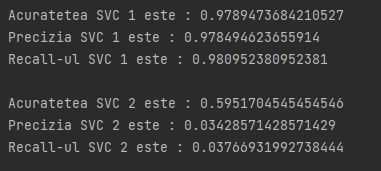 Acuratetea SVC 1 este : 0.9789473684210527
Precizia SVC 1 este : 0.978494623655914
Recall-ul SVC 1 este : 0.980952380952381
Acuratetea SVC 2 este : 0.5951704545454546
Precizia SVC 2 este : 0.03428571428571429
Recall-ul SVC 2 este : 0.03766931992738444